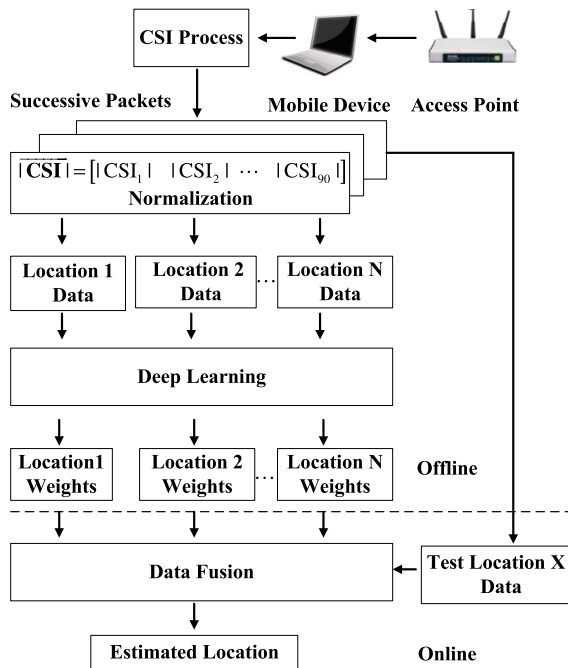 CSI Process
Successive Packets
Mobile Device
Access Point
|CSI| = [|CSI₁| |CSI₂| ⋯ |CSI₉₀|]
Normalization
Location 1
Data
Location 2
Data
...
Location N
Data
Deep Learning
Location1
Weights
Location 2
Weights
...
Location N
Weights
Offline
Data Fusion
Test Location X
Data
Estimated Location
Online